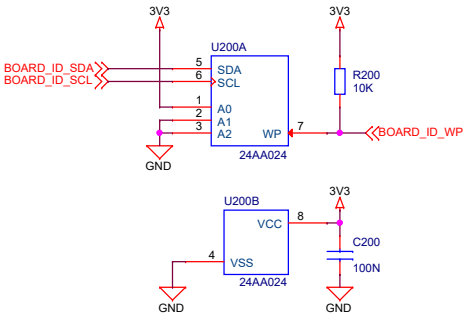 3V3
3V3
U200A
BOARD_ID_SDA
5
SDA
BOARD_ID_SCL
6
SCL
R200
10K
1
A0
2
A1
3
A2
WP
7
BOARD_ID_WP
GND
24AA024
U200B
3V3
VCC
8
C200
100N
4
VSS
24AA024
GND
GND